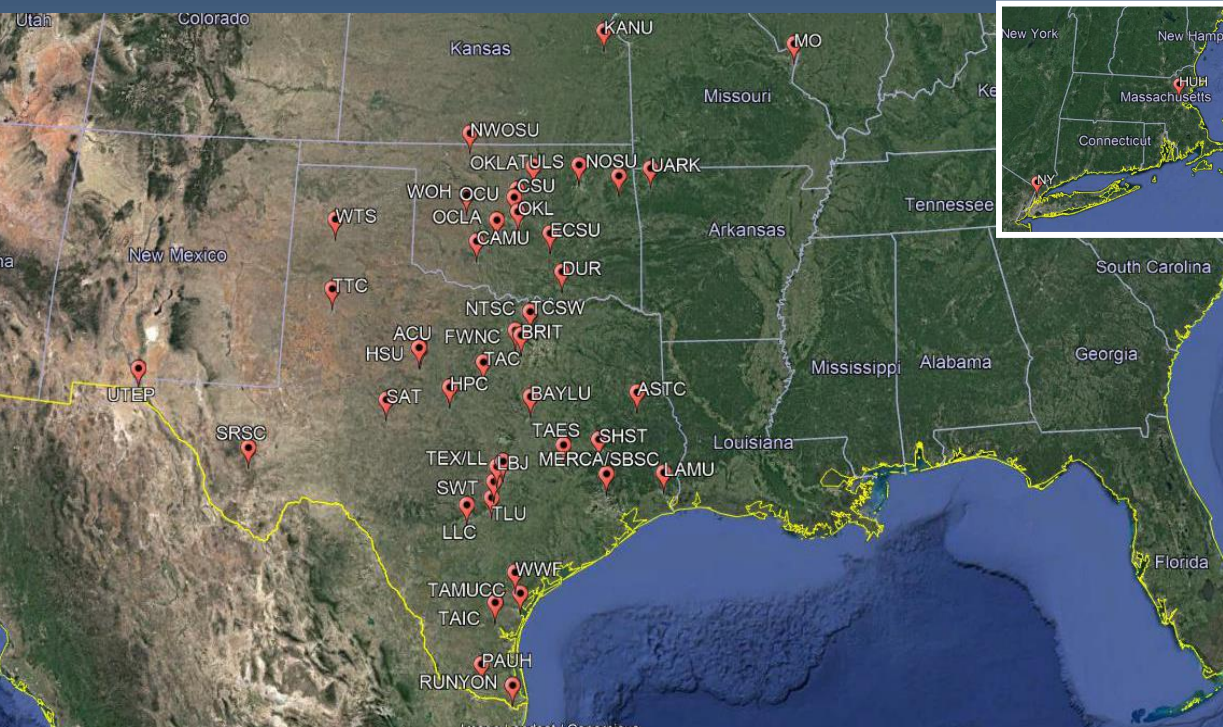 Utah
Colorado
Kansas
KANU
MO
Missouri
Ke
New York
New Hamp
HUH
Massachusetts
Connecticut
NY
NWOSU
OKLA
TULS
NOSU
UARK
WOH
OCU
CSU
OCLA
OKL
CAMU
ECSU
Tennessee
Arkansas
WTS
New Mexico
na
DUR
South Carolina
TTC
NTSC
TCSW
ACU
FWNC
BRIT
HSU
TAC
Mississippi
Alabama
Georgia
UTEP
SAT
HPC
BAYLU
ASTC
SRSC
TAES
SHST
Louisiana
TEX/LL
LBJ
MERCA/SBSC
LAMU
SWT
TLU
LLC
Florida
WWF
TAMUCC
TAIC
PAUH
RUNYON